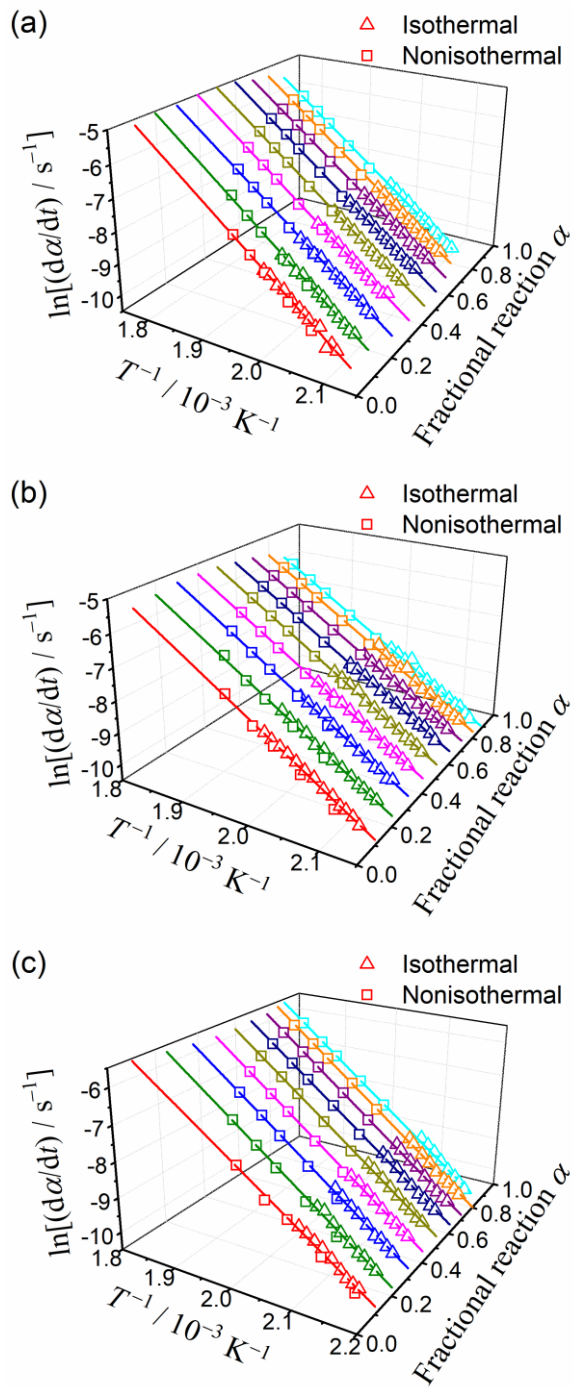 (a)
△ Isothermal
□ Nonisothermal
ln[(dα/dt) / s⁻¹]
-5
-6
-7
-8
-9
-10
1.8
1.9
2.0
2.1
T⁻¹ / 10⁻³ K⁻¹
0.0
0.2
0.4
0.6
0.8
1.0
Fractional reaction α
(b)
△ Isothermal
□ Nonisothermal
ln[(dα/dt) / s⁻¹]
-5
-6
-7
-8
-9
-10
1.8
1.9
2.0
2.1
T⁻¹ / 10⁻³ K⁻¹
0.0
0.2
0.4
0.6
0.8
1.0
Fractional reaction α
(c)
△ Isothermal
□ Nonisothermal
ln[(dα/dt) / s⁻¹]
-6
-7
-8
-9
-10
1.8
1.9
2.0
2.1
2.2
T⁻¹ / 10⁻³ K⁻¹
0.0
0.2
0.4
0.6
0.8
1.0
Fractional reaction α